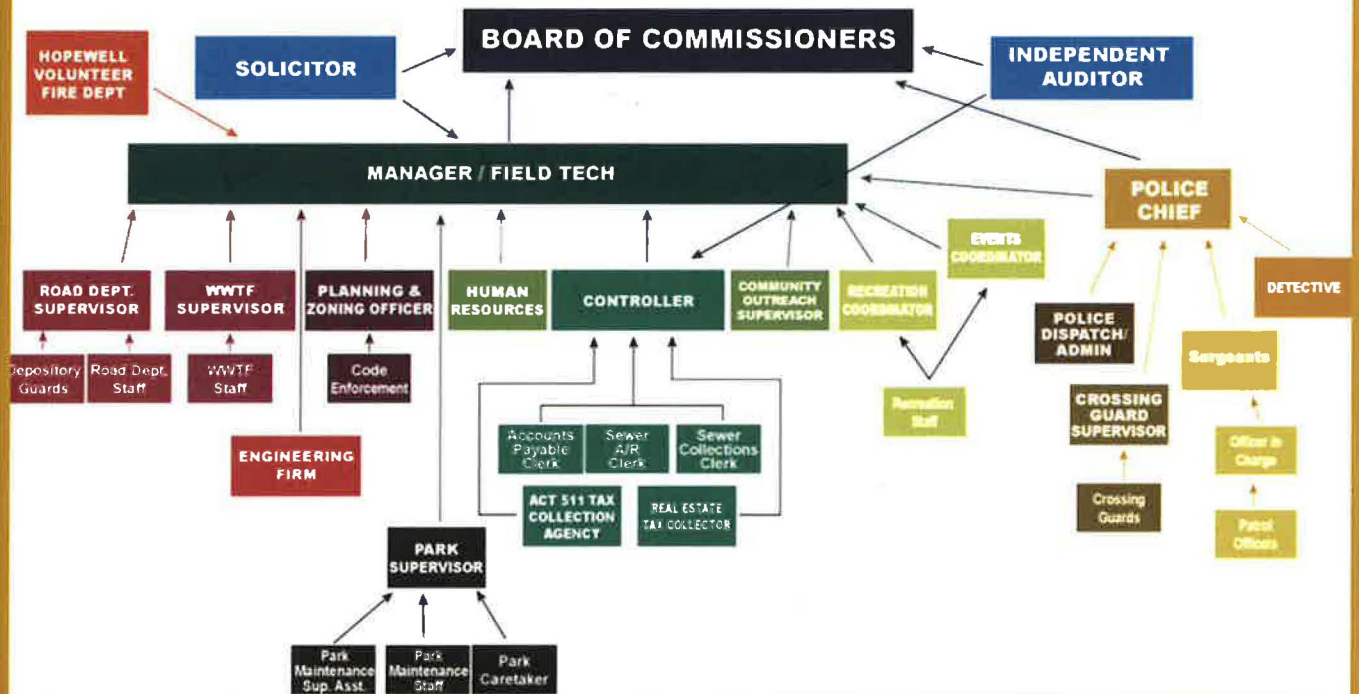 BOARD OF COMMISSIONERS
HOPEWELL
VOLUNTEER
FIRE DEPT
SOLICITOR
INDEPENDENT
AUDITOR
MANAGER / FIELD TECH
POLICE
CHIEF
EVENTS
COORDINATOR
ROAD DEPT.
SUPERVISOR
WWTF
SUPERVISOR
PLANNING &
ZONING OFFICER
HUMAN
RESOURCES
CONTROLLER
COMMUNITY
OUTREACH
SUPERVISOR
RECREATION
COORDINATOR
DETECTIVE
POLICE
DISPATCH/
ADMIN
Sergeants
Depository
Guards
Road Dept.
Staff
WWTF
Staff
Code
Enforcement
Recreation
Staff
CROSSING
GUARD
SUPERVISOR
Officer in
Charge
ENGINEERING
FIRM
Accounts
Payable
Clerk
Sewer
A/R
Clerk
Sewer
Collections
Clerk
ACT 511 TAX
COLLECTION
AGENCY
REAL ESTATE
TAX COLLECTOR
Crossing
Guards
Patrol
Officers
PARK
SUPERVISOR
Park
Maintenance
Sup. Asst.
Park
Maintenance
Staff
Park
Caretaker